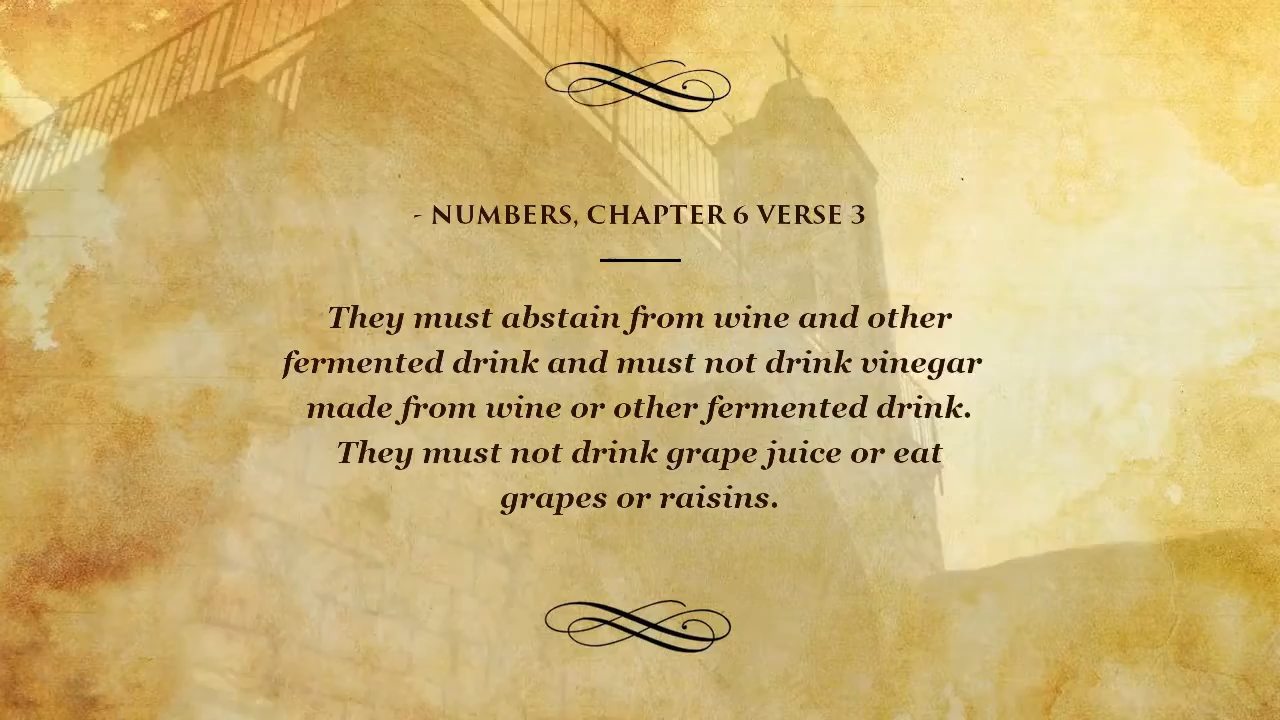 - NUMBERS, CHAPTER 6 VERSE 3
They must abstain from wine and other
fermented drink and must not drink vinegar
made from wine or other fermented drink.
They must not drink grape juice or eat
grapes or raisins.